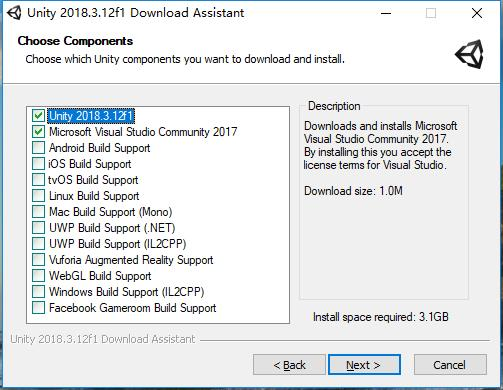 Unity 2018.3.12f1 Download Assistant
Choose Components
Choose which Unity components you want to download and install.
Unity 2018.3.12f1
Microsoft Visual Studio Community 2017
Android Build Support
iOS Build Support
tvOS Build Support
Linux Build Support
Mac Build Support (Mono)
UWP Build Support (.NET)
UWP Build Support (IL2CPP)
Vuforia Augmented Reality Support
WebGL Build Support
Windows Build Support (IL2CPP)
Facebook Gameroom Build Support
Description
Downloads and installs Microsoft
Visual Studio Community 2017.
By installing this you accept the
license terms for Visual Studio.
Download size: 1.0M
Install space required: 3.1GB
Unity 2018.3.12f1 Download Assistant
< Back
Next >
Cancel